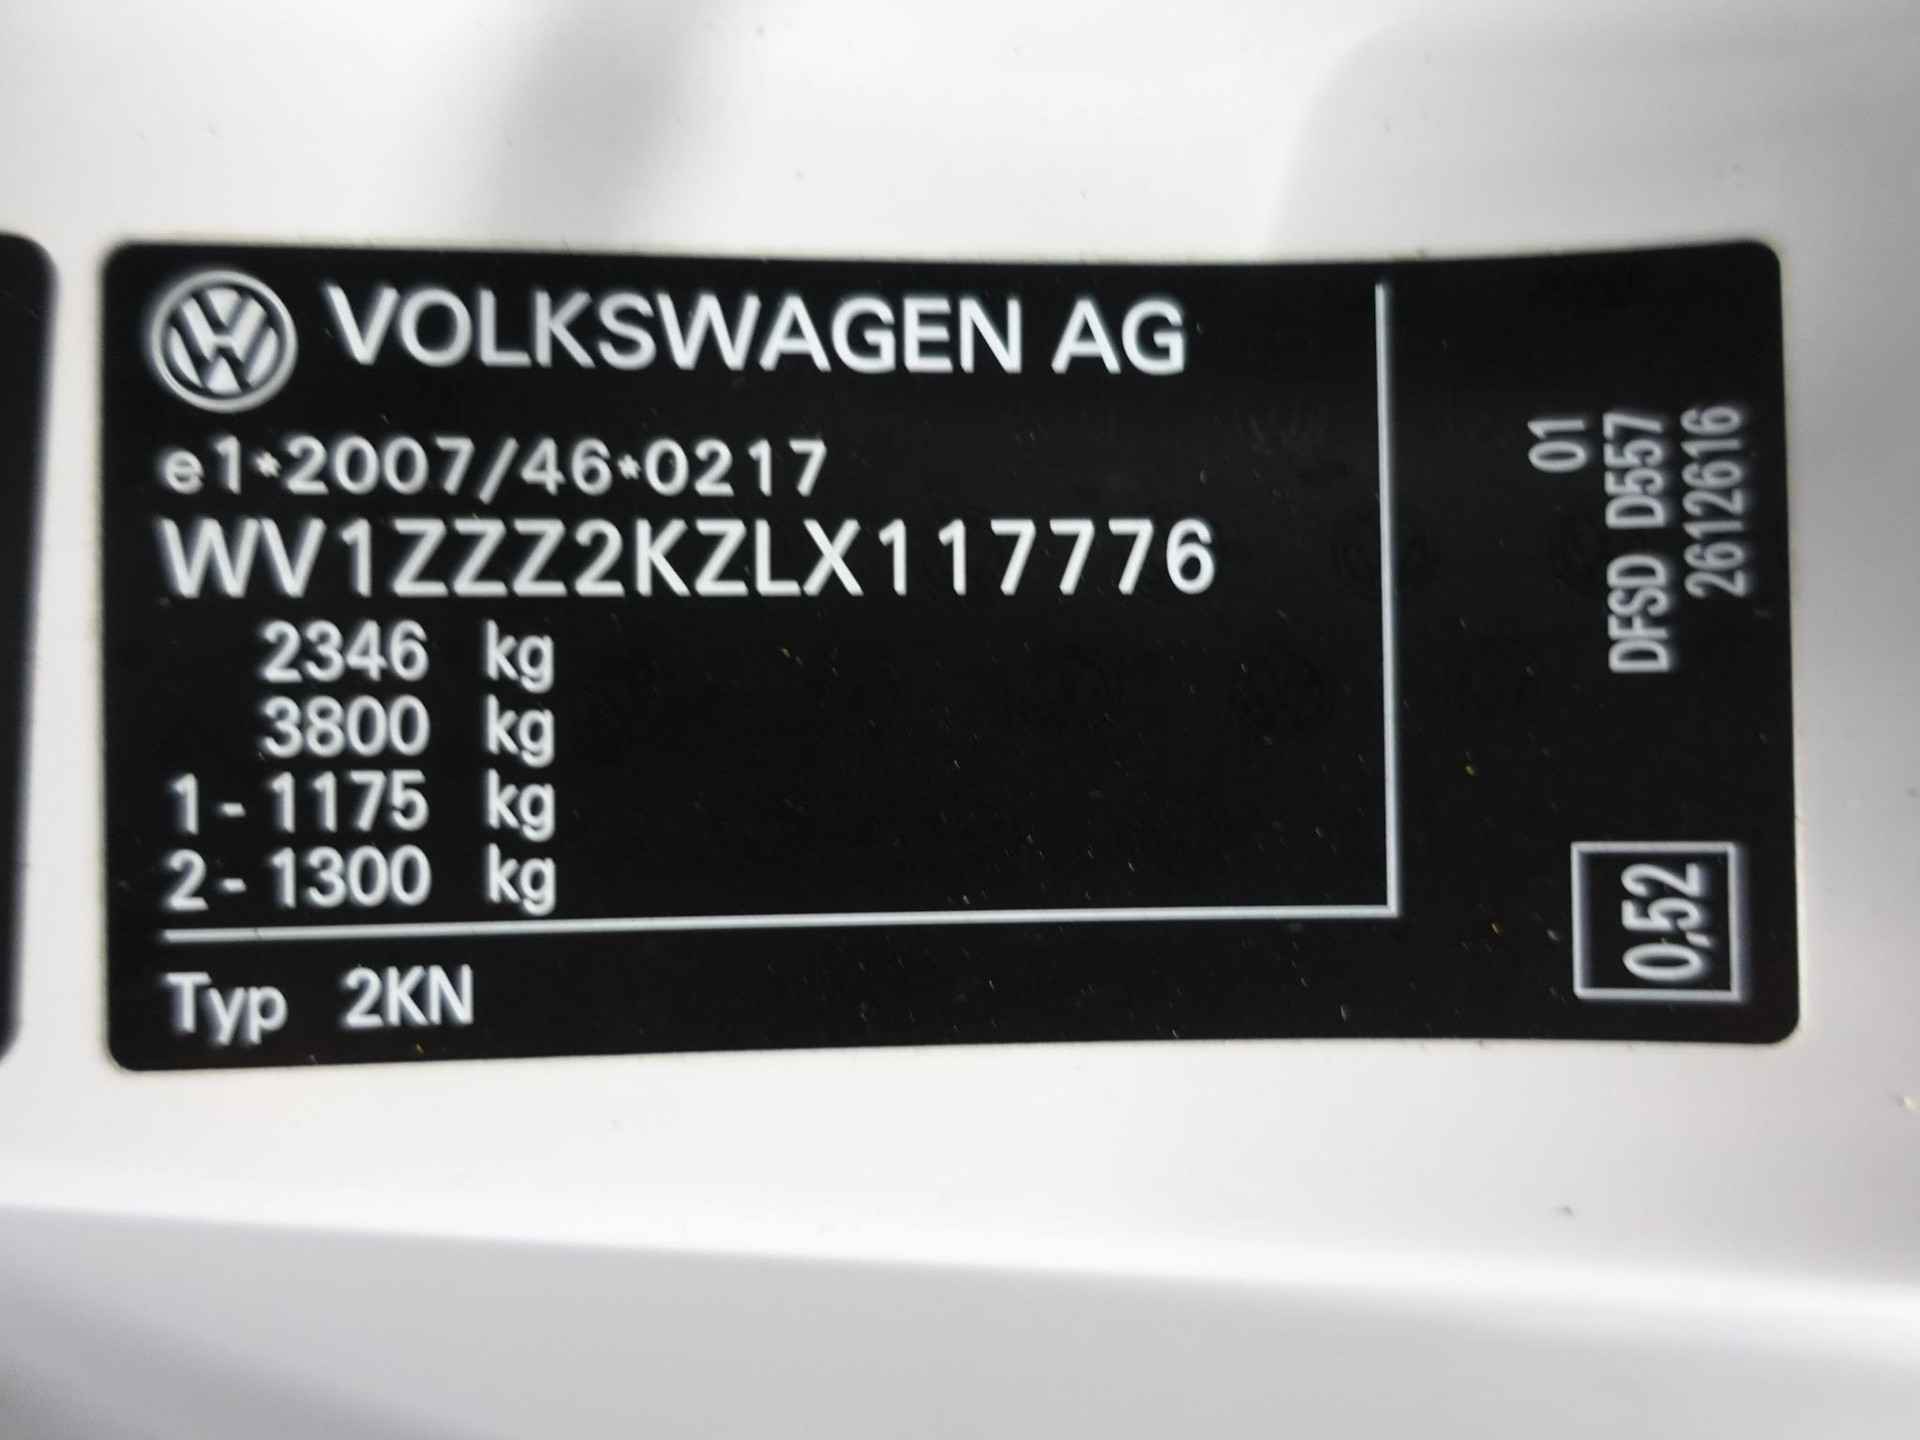 VOLKSWAGEN AG
e1*2007/46*0217
WV1ZZZ2KZLX117776
2346 kg
3800 kg
1- 1175 kg
2- 1300 kg
Typ 2KN
01
DFSD D557
26126616
0,52